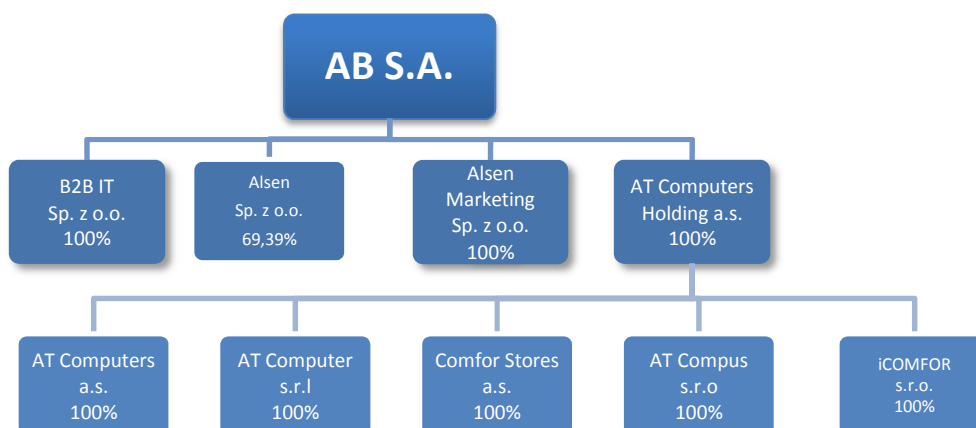 AB S.A.
B2B IT
Sp. z o.o.
100%
Alsen
Sp. z o.o.
69,39%
Alsen
Marketing
Sp. z o.o.
100%
AT Computers
Holding a.s.
100%
AT Computers
a.s.
100%
AT Computer
s.r.l
100%
Comfor Stores
a.s.
100%
AT Compus
s.r.o
100%
iCOMFOR
s.r.o.
100%